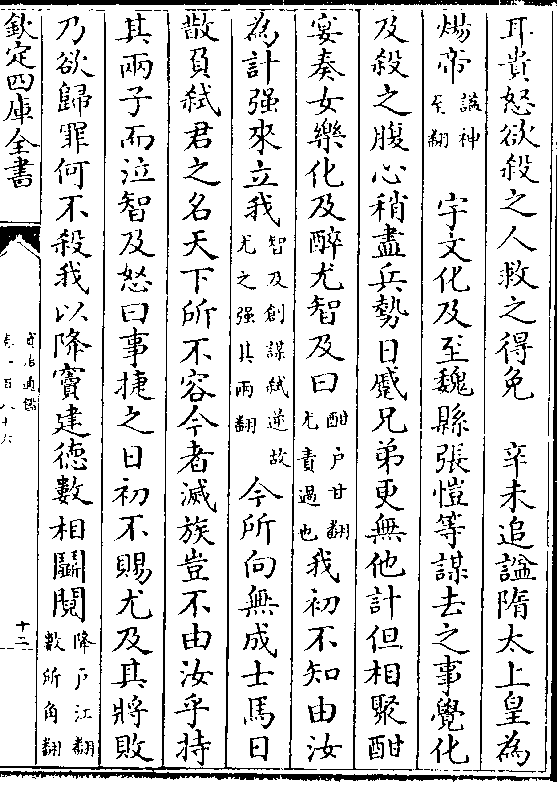 耳貴怒欲殺之人救之得免　辛未追諡隋太上皇為
煬帝諡神至翻　宇文化及至魏縣張愷等謀去之事覺化
及殺之腹心稍盡兵勢日蹙兄弟更無他計但相聚酣
宴奏女樂化及醉尤智及曰酣户甘翻尤責過也我初不知由汝
為計强來立我智及創謀弑逆故尤之强其兩翻今所向無成士馬日
散負弑君之名天下所不容今者滅族豈不由汝乎持
其兩子而泣智及怒曰事捷之日初不賜尤及其將敗
乃欲歸罪何不殺我以降竇建德數相鬭鬩降户江翻數所角翻
欽定四庫全書
資治通鑑
卷一百八十六
十二